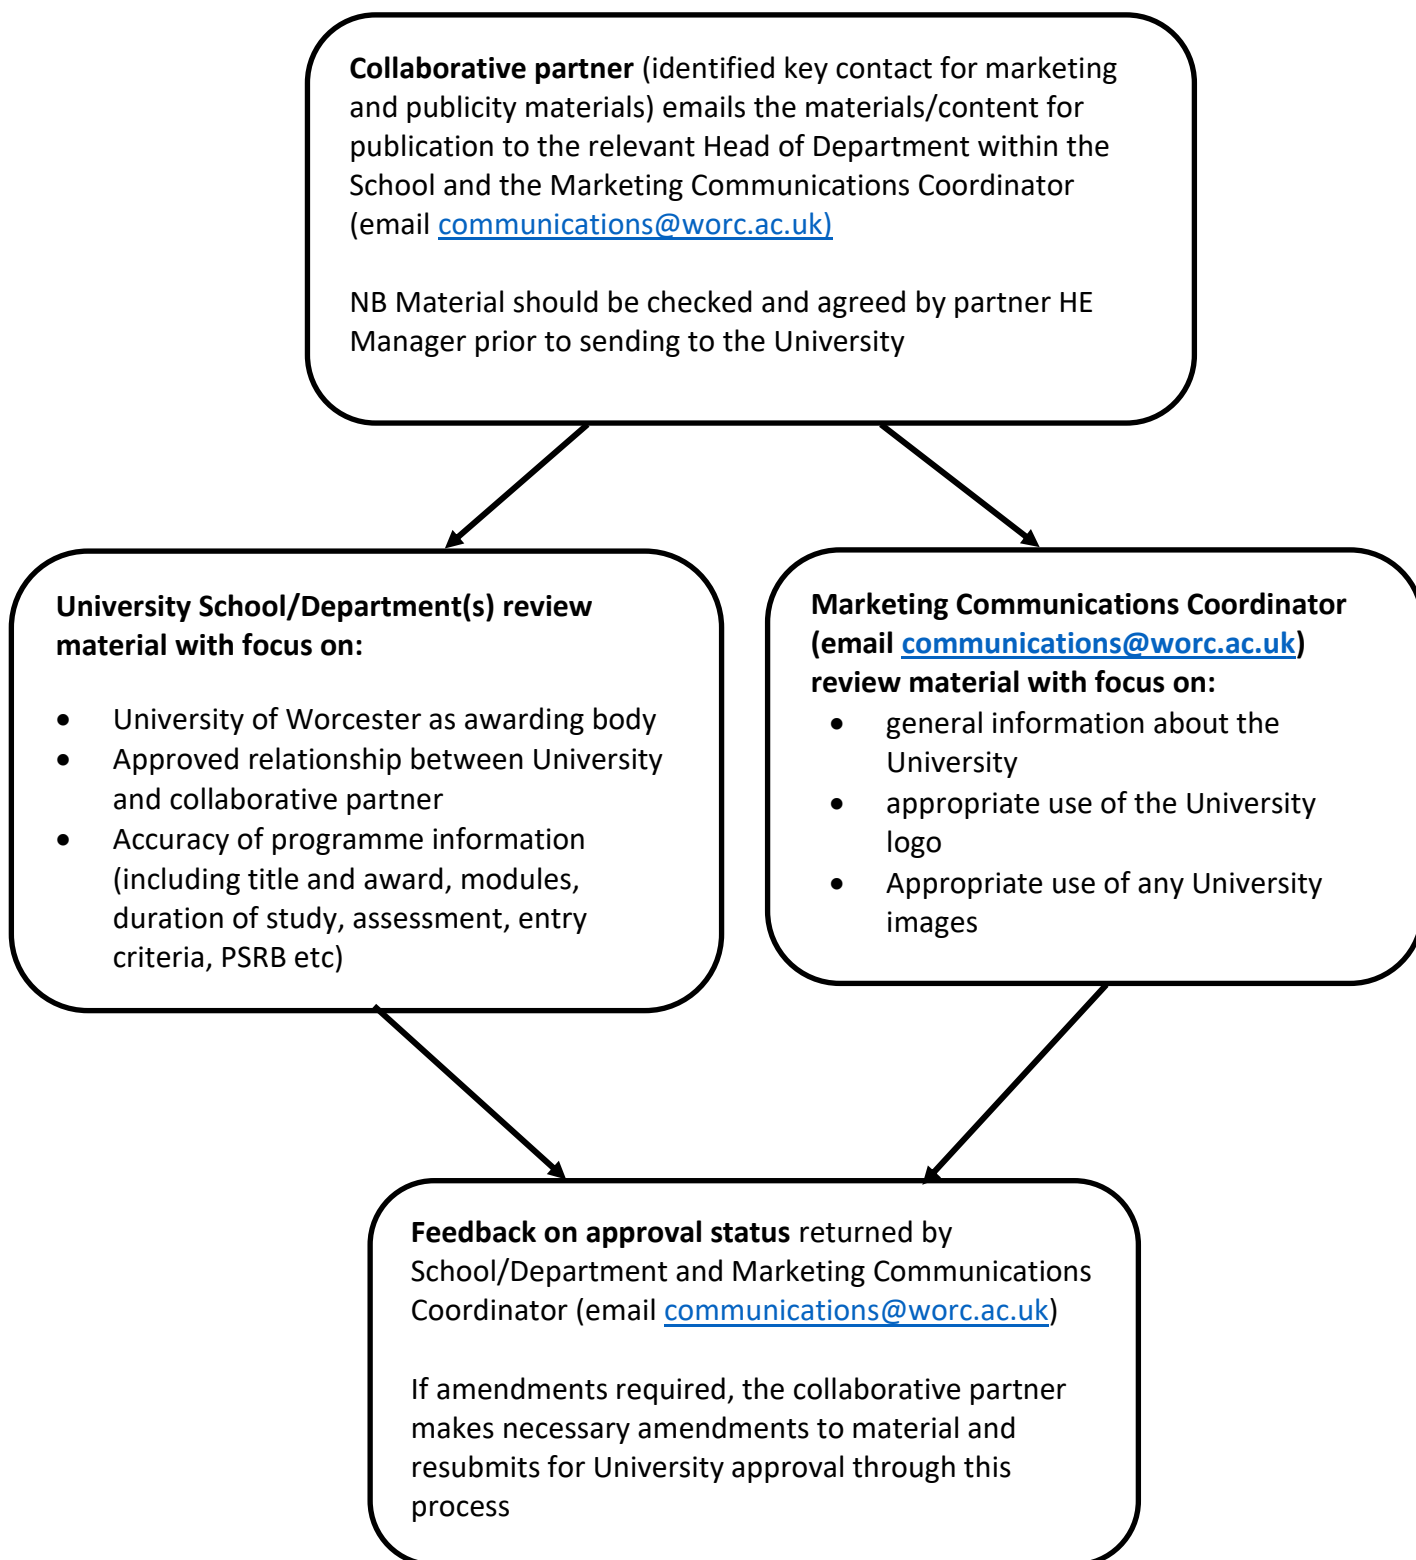 Collaborative partner (identified key contact for marketing
and publicity materials) emails the materials/content for
publication to the relevant Head of Department within the
School and the Marketing Communications Coordinator
(email communications@worc.ac.uk)
NB Material should be checked and agreed by partner HE
Manager prior to sending to the University
University School/Department(s) review
material with focus on:
• University of Worcester as awarding body
• Approved relationship between University
and collaborative partner
• Accuracy of programme information
(including title and award, modules,
duration of study, assessment, entry
criteria, PSRB etc)
Marketing Communications Coordinator
(email communications@worc.ac.uk)
review material with focus on:
• general information about the
University
• appropriate use of the University
logo
• Appropriate use of any University
images
Feedback on approval status returned by
School/Department and Marketing Communications
Coordinator (email communications@worc.ac.uk)
If amendments required, the collaborative partner
makes necessary amendments to material and
resubmits for University approval through this
process